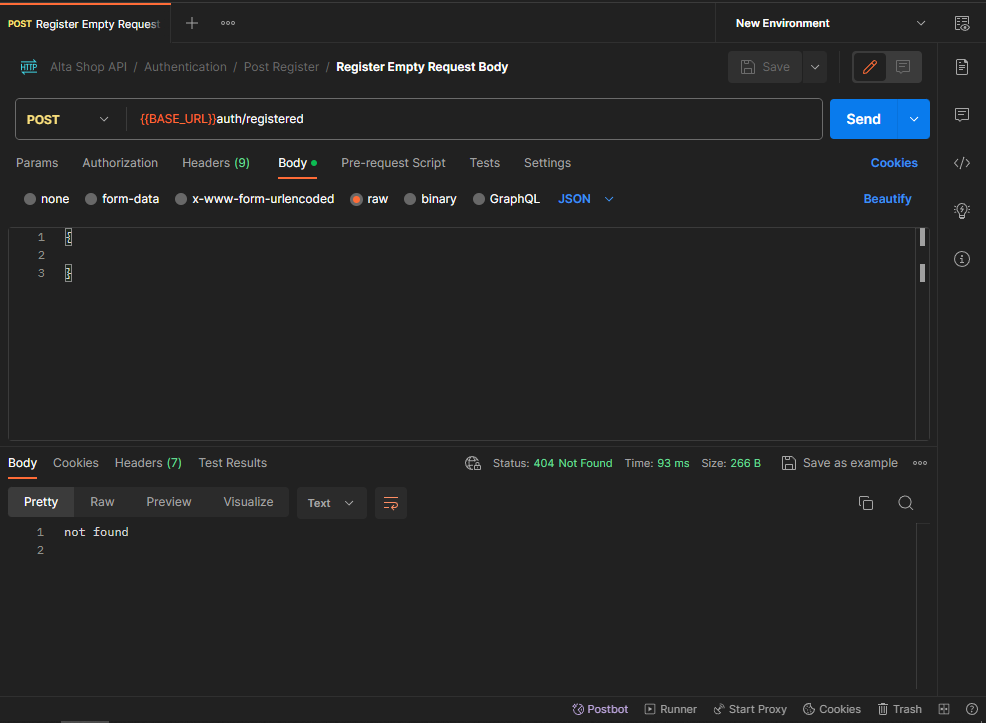 POST Register Empty Request
New Environment
HTTP Alta Shop API / Authentication / Post Register / Register Empty Request Body
Save
POST {{BASE_URL}}auth/registered
Send
Params Authorization Headers (9) Body Pre-request Script Tests Settings Cookies
none form-data x-www-form-urlencoded raw binary GraphQL JSON Beautify
1 {
2
3 }
Body Cookies Headers (7) Test Results Status: 404 Not Found Time: 93 ms Size: 266 B Save as example
Pretty Raw Preview Visualize Text
1 not found
2
Postbot Runner Start Proxy Cookies Trash